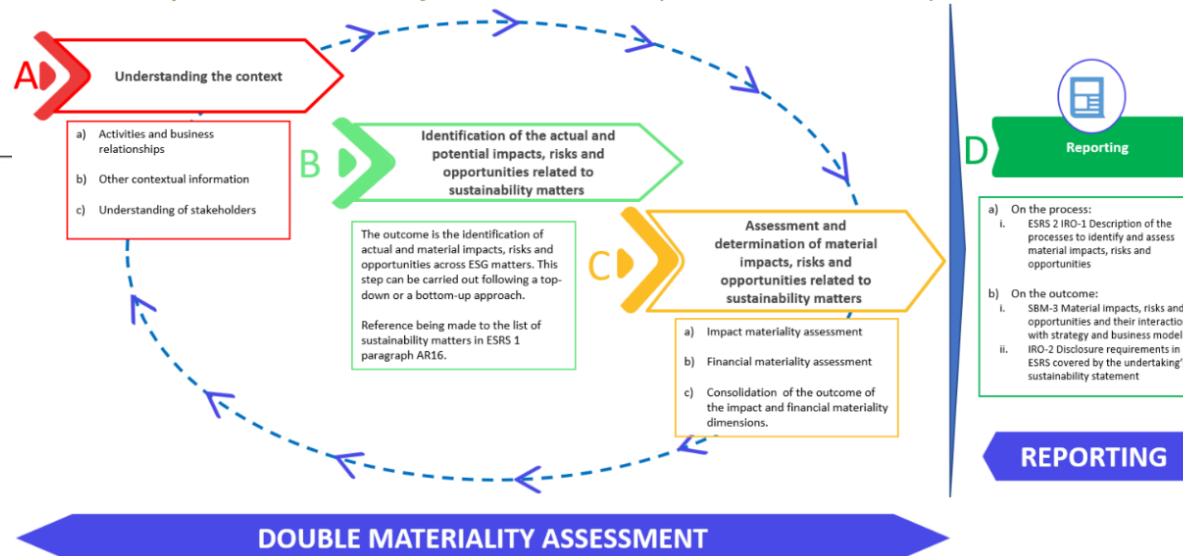 A
Understanding the context
a) Activities and business
relationships
b) Other contextual information
c) Understanding of stakeholders
B
Identification of the actual and
potential impacts, risks and
opportunities related to
sustainability matters
The outcome is the identification of
actual and material impacts, risks and
opportunities across ESG matters. This
step can be carried out following a top-
down or a bottom-up approach.
Reference being made to the list of
sustainability matters in ESRS 1
paragraph AR16.
C
Assessment and
determination of material
impacts, risks and
opportunities related to
sustainability matters
a) Impact materiality assessment
b) Financial materiality assessment
c) Consolidation of the outcome of
the impact and financial materiality
dimensions.
D
Reporting
a) On the process:
i. ESRS 2 IRO-1 Description of the
processes to identify and assess
material impacts, risks and
opportunities
b) On the outcome:
i. SBM-3 Material impacts, risks and
opportunities and their interaction
with strategy and business model
ii. IRO-2 Disclosure requirements in
ESRS covered by the undertaking'
sustainability statement
REPORTING
DOUBLE MATERIALITY ASSESSMENT